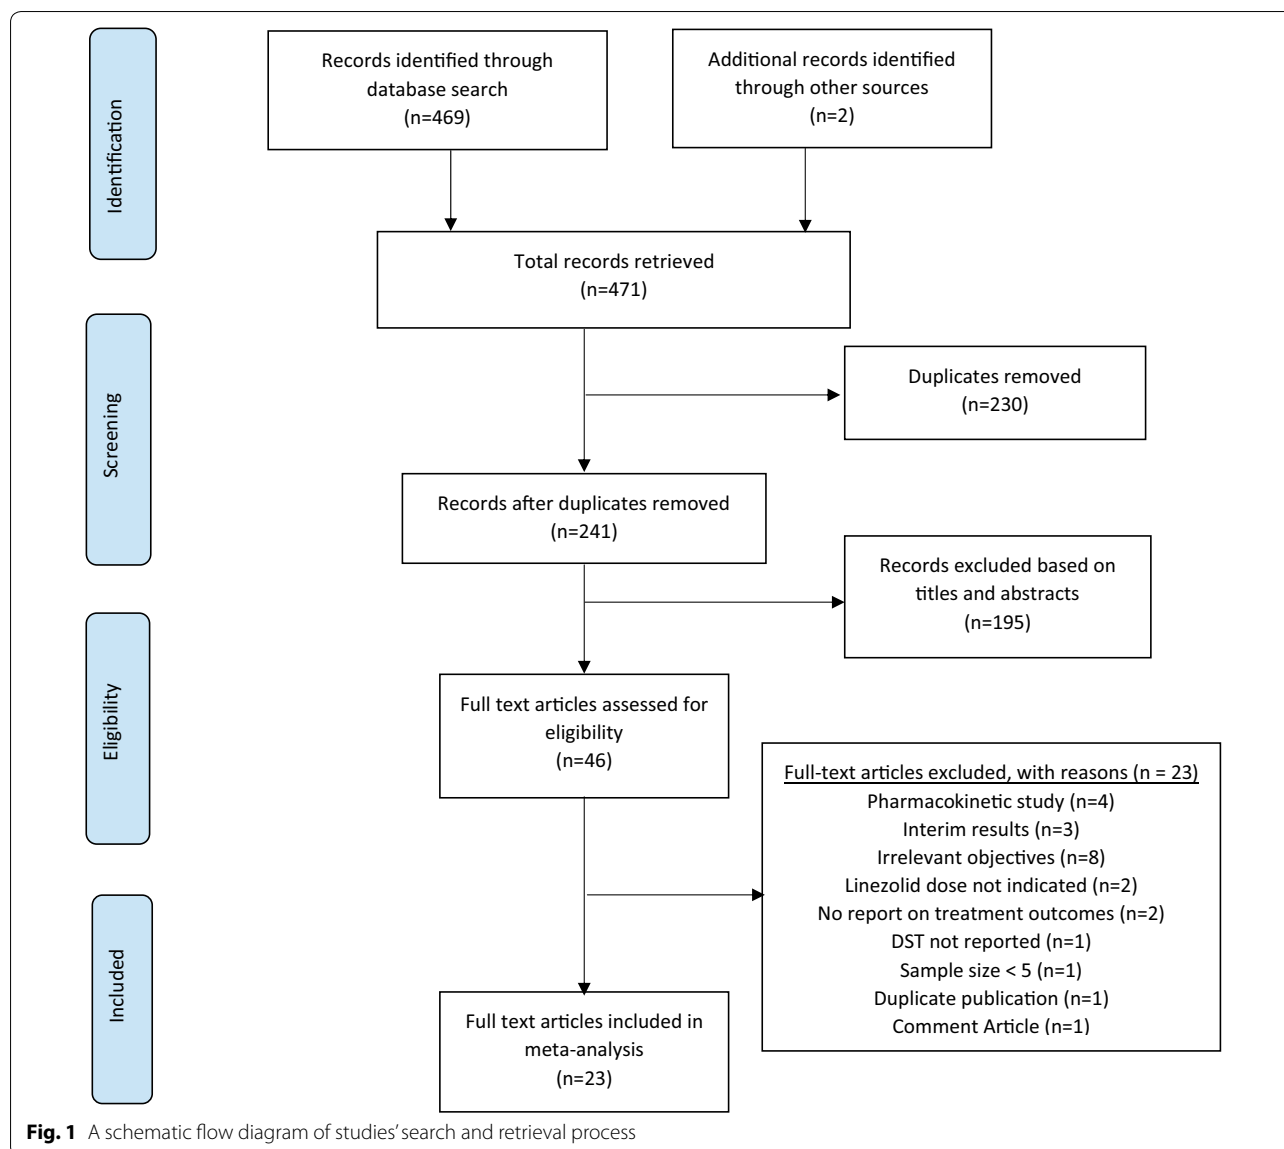 Identification
Records identified through
database search
(n=469)
Additional records identified
through other sources
(n=2)
Total records retrieved
(n=471)
Screening
Duplicates removed
(n=230)
Records after duplicates removed
(n=241)
Records excluded based on
titles and abstracts
(n=195)
Eligibility
Full text articles assessed for
eligibility
(n=46)
Full-text articles excluded, with reasons (n = 23)
Pharmacokinetic study (n=4)
Interim results (n=3)
Irrelevant objectives (n=8)
Linezolid dose not indicated (n=2)
No report on treatment outcomes (n=2)
DST not reported (n=1)
Sample size < 5 (n=1)
Duplicate publication (n=1)
Comment Article (n=1)
Included
Full text articles included in
meta-analysis
(n=23)
Fig. 1 A schematic flow diagram of studies' search and retrieval process